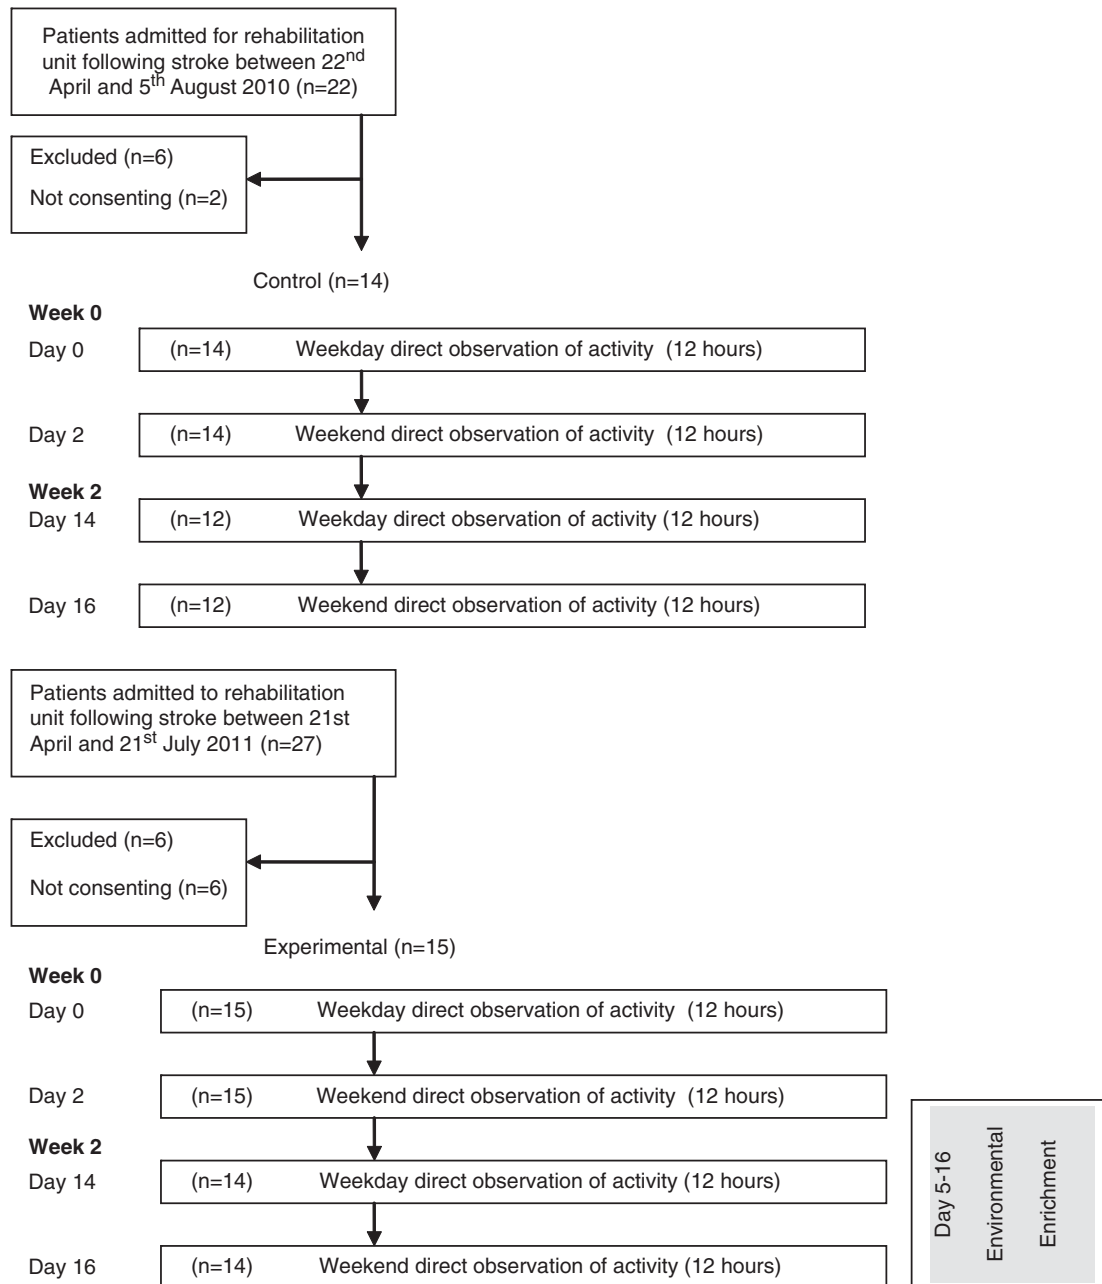 Patients admitted for rehabilitation
unit following stroke between 22nd
April and 5th August 2010 (n=22)
Excluded (n=6)
Not consenting (n=2)
Control (n=14)
Week 0
Day 0 (n=14) Weekday direct observation of activity (12 hours)
Day 2 (n=14) Weekend direct observation of activity (12 hours)
Week 2
Day 14 (n=12) Weekday direct observation of activity (12 hours)
Day 16 (n=12) Weekend direct observation of activity (12 hours)
Patients admitted to rehabilitation
unit following stroke between 21st
April and 21st July 2011 (n=27)
Excluded (n=6)
Not consenting (n=6)
Experimental (n=15)
Week 0
Day 0 (n=15) Weekday direct observation of activity (12 hours)
Day 2 (n=15) Weekend direct observation of activity (12 hours)
Week 2
Day 14 (n=14) Weekday direct observation of activity (12 hours)
Day 16 (n=14) Weekend direct observation of activity (12 hours)
Day 5-16
Environmental
Enrichment